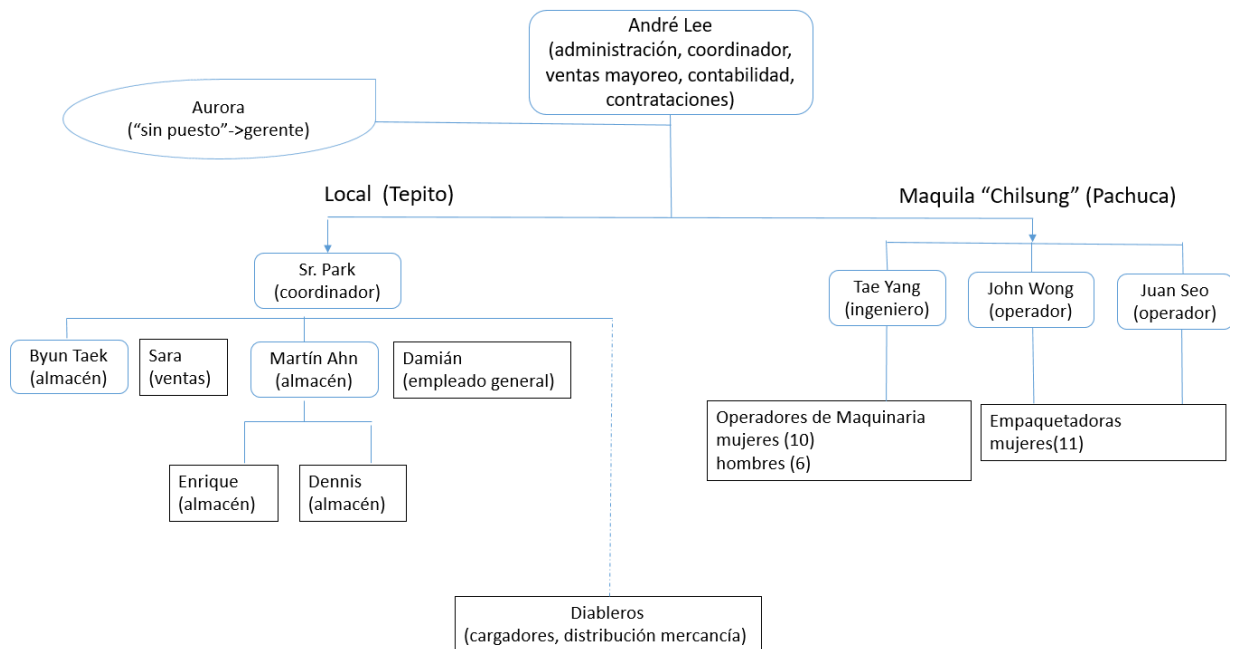 André Lee
(administración, coordinador,
ventas mayoreo, contabilidad,
contrataciones)
Aurora
(“sin puesto”->gerente)
Local (Tepito)
Maquila “Chilsung” (Pachuca)
Sr. Park
(coordinador)
Tae Yang
(ingeniero)
John Wong
(operador)
Juan Seo
(operador)
Byun Taek
(almacén)
Sara
(ventas)
Martín Ahn
(almacén)
Damián
(empleado general)
Operadores de Maquinaria
mujeres (10)
hombres (6)
Empaquetadoras
mujeres(11)
Enrique
(almacén)
Dennis
(almacén)
Diableros
(cargadores, distribución mercancía)